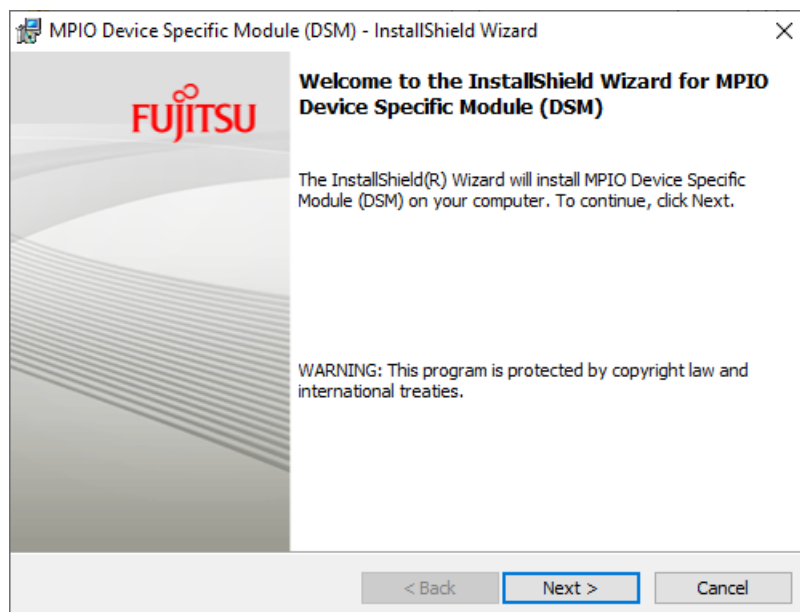 MPIO Device Specific Module (DSM) - InstallShield Wizard
FUJITSU
Welcome to the InstallShield Wizard for MPIO
Device Specific Module (DSM)
The InstallShield(R) Wizard will install MPIO Device Specific
Module (DSM) on your computer. To continue, click Next.
WARNING: This program is protected by copyright law and
international treaties.
< Back
Next >
Cancel